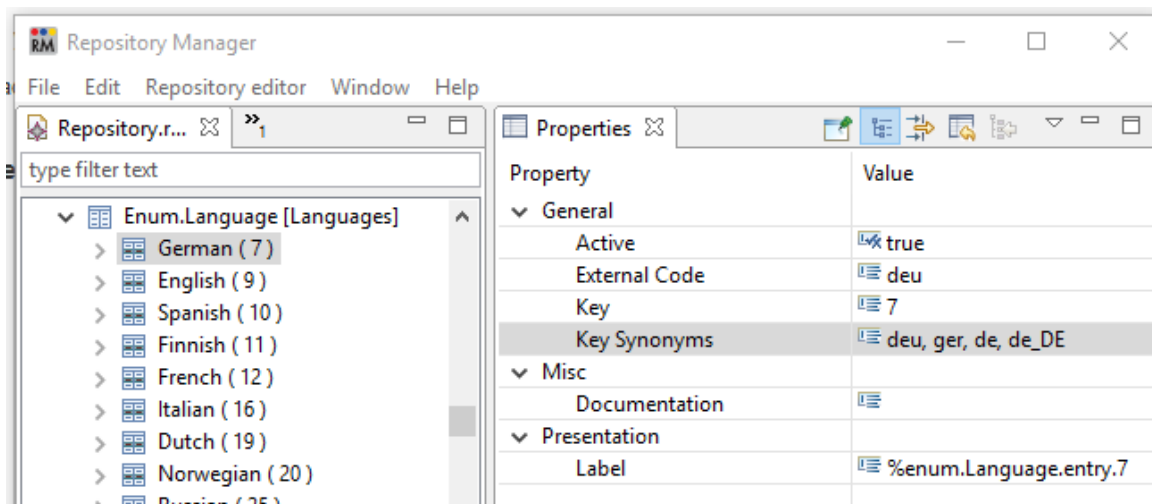 RM Repository Manager
File Edit Repository editor Window Help
Repository.r... »1
type filter text
Enum.Language [Languages]
German ( 7 )
English ( 9 )
Spanish ( 10 )
Finnish ( 11 )
French ( 12 )
Italian ( 16 )
Dutch ( 19 )
Norwegian ( 20 )
Properties
Property Value
General
Active true
External Code deu
Key 7
Key Synonyms deu, ger, de, de_DE
Misc
Documentation
Presentation
Label %enum.Language.entry.7